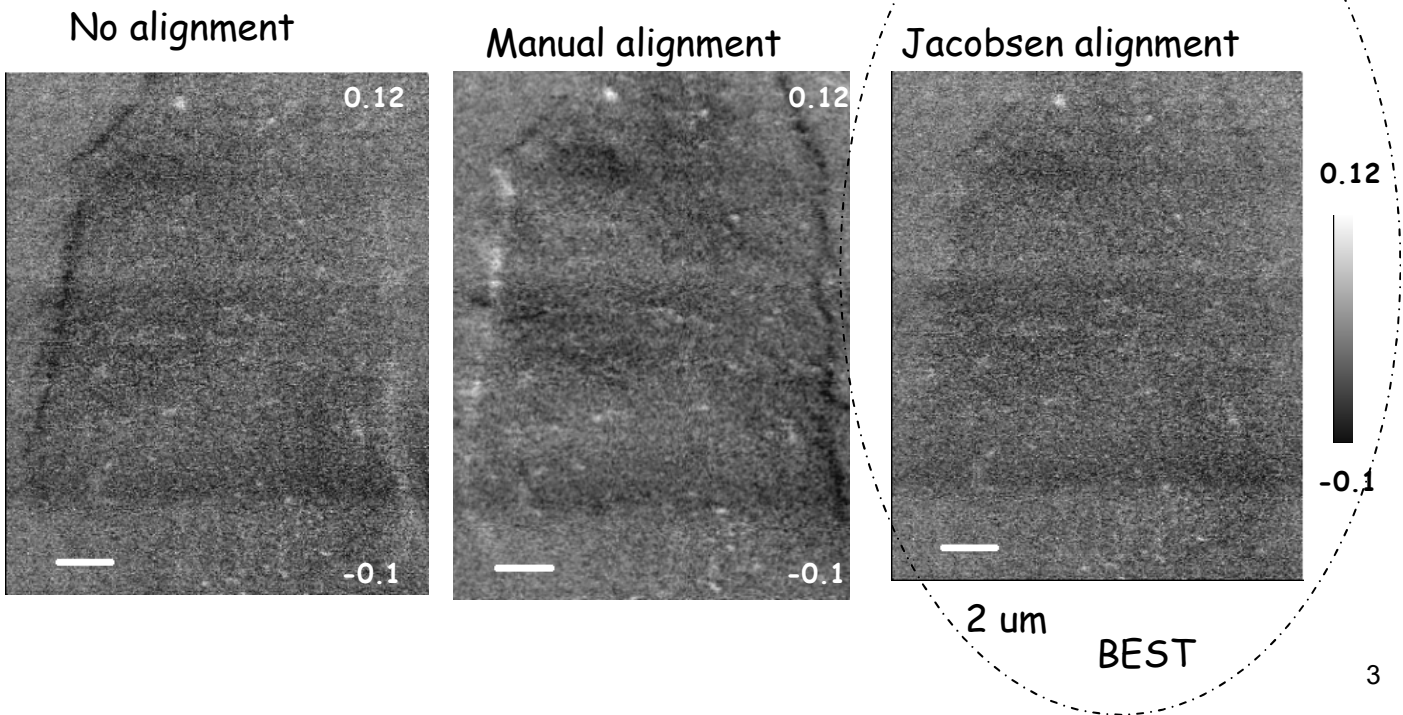 No alignment
Manual alignment
Jacobsen alignment
0.12
0.12
0.12
-0.1
-0.1
-0.1
2 um
BEST
3